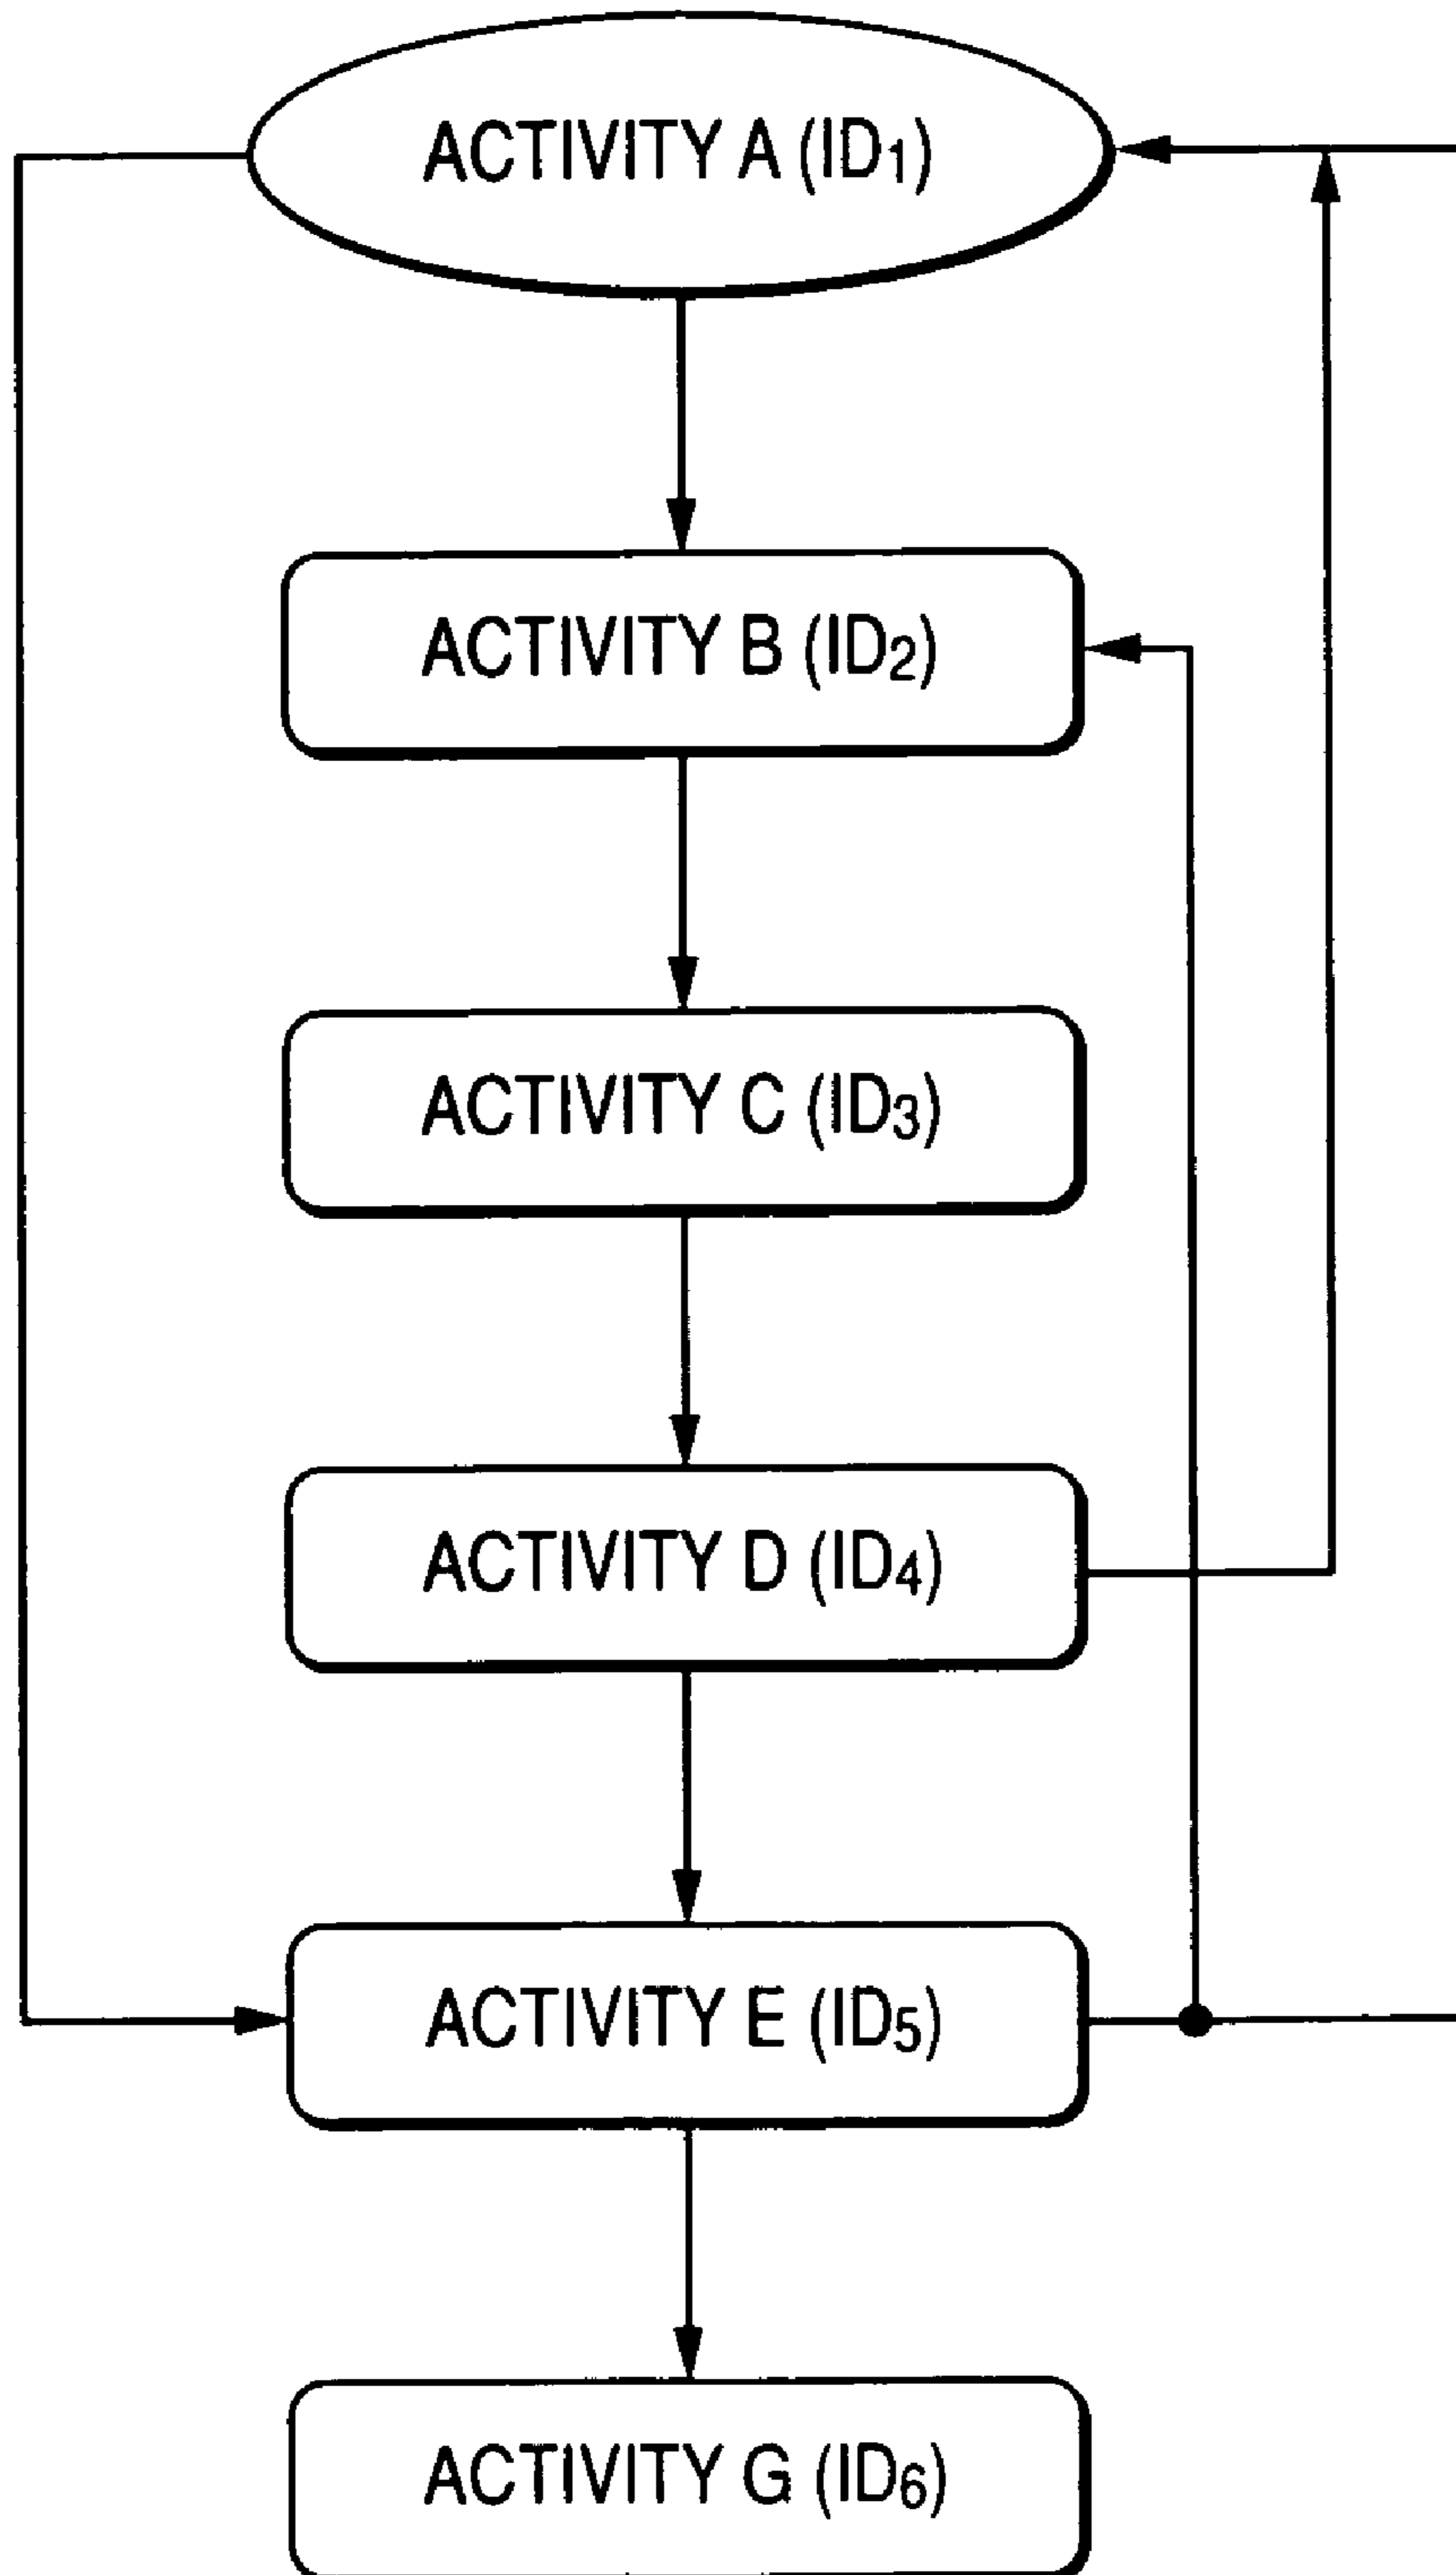 ACTIVITY A (ID₁)
ACTIVITY B (ID₂)
ACTIVITY C (ID₃)
ACTIVITY D (ID₄)
ACTIVITY E (ID₅)
ACTIVITY G (ID₆)